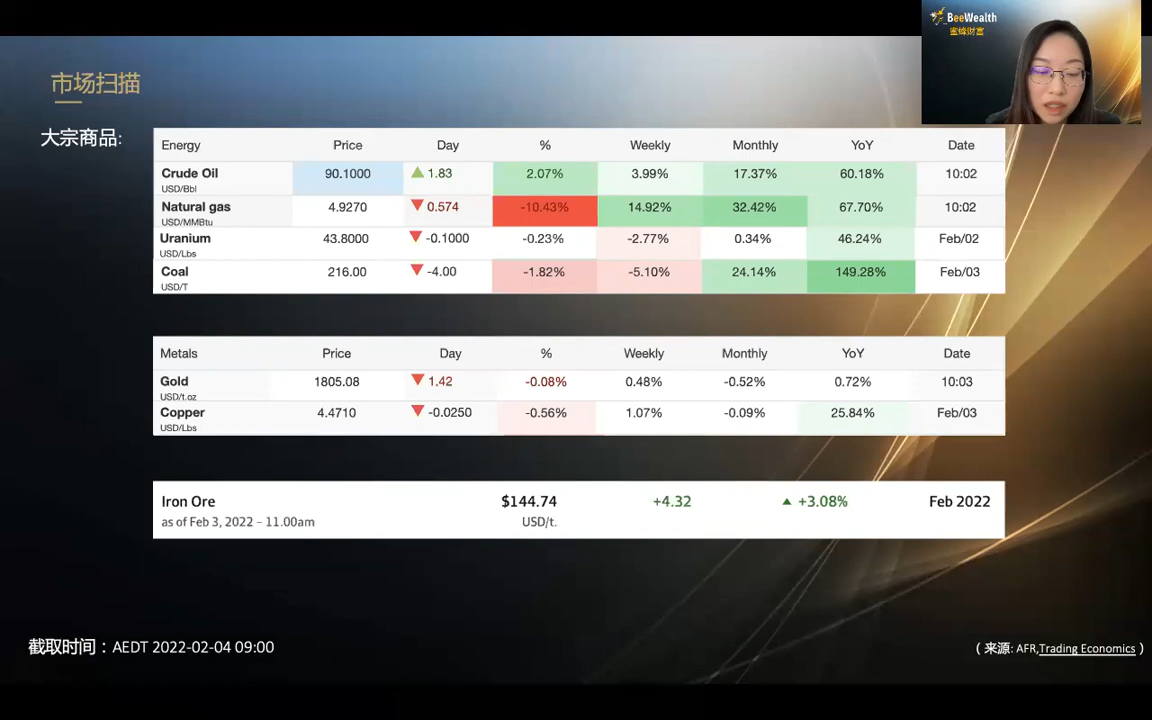 BeeWealth
蜜蜂财富
市场扫描
大宗商品:
Energy Price Day % Weekly Monthly YoY Date
Crude Oil 90.1000 1.83 2.07% 3.99% 17.37% 60.18% 10:02
USD/Bbl
Natural gas 4.9270 0.574 -10.43% 14.92% 32.42% 67.70% 10:02
USD/MMBtu
Uranium 43.8000 -0.1000 -0.23% -2.77% 0.34% 46.24% Feb/02
USD/Lbs
Coal 216.00 -4.00 -1.82% -5.10% 24.14% 149.28% Feb/03
USD/T
Metals Price Day % Weekly Monthly YoY Date
Gold 1805.08 1.42 -0.08% 0.48% -0.52% 0.72% 10:03
USD/t.oz
Copper 4.4710 -0.0250 -0.56% 1.07% -0.09% 25.84% Feb/03
USD/Lbs
Iron Ore $144.74 +4.32 ▲ +3.08% Feb 2022
as of Feb 3, 2022 – 11.00am USD/t.
截取时间：AEDT 2022-02-04 09:00
( 来源: AFR,Trading Economics )